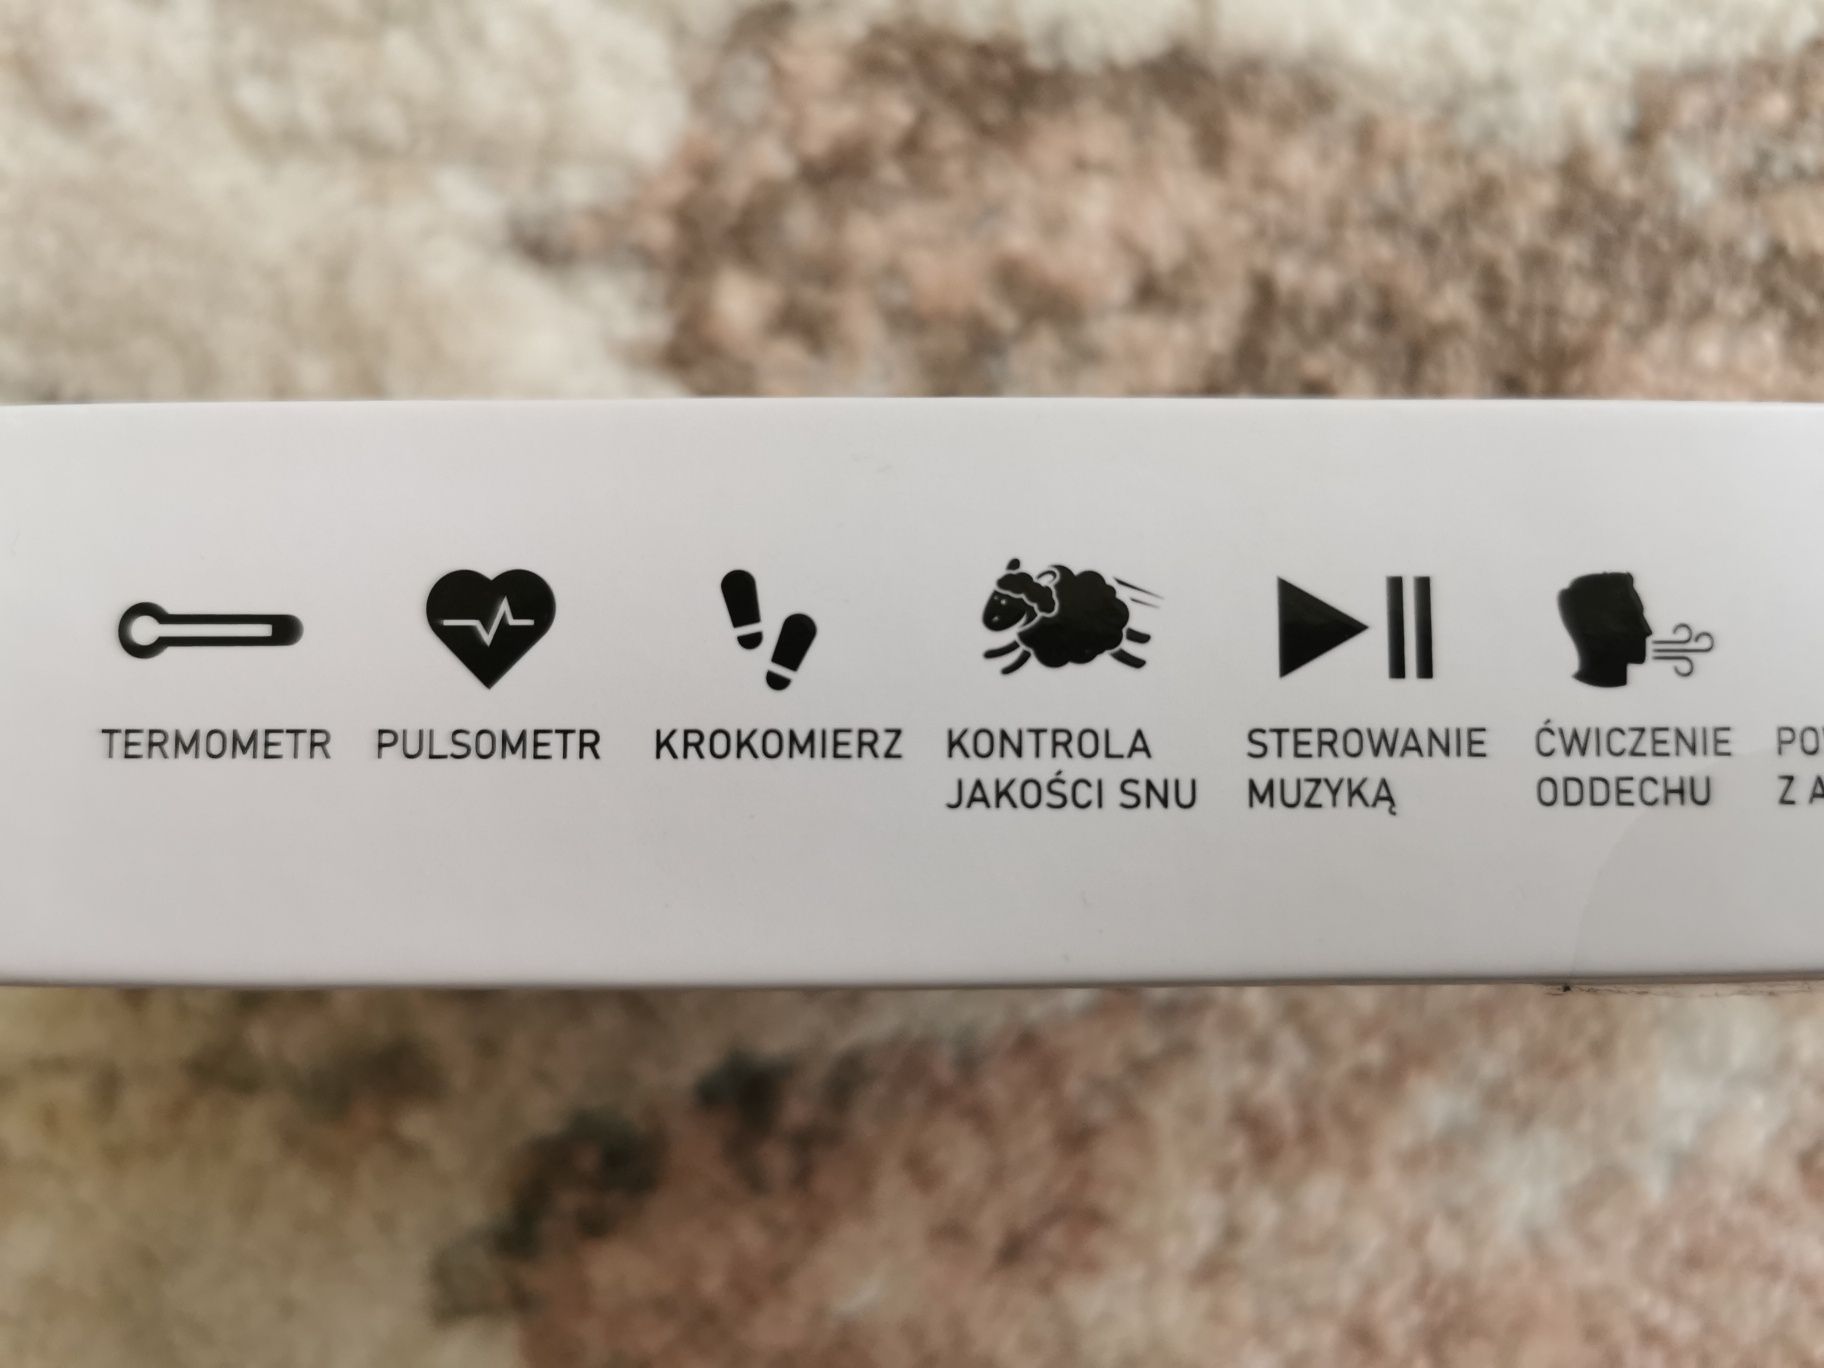 TERMOMETR
PULSOMETR
KROKOMIERZ
KONTROLA
JAKOŚCI SNU
STEROWANIE
MUZYKĄ
ĆWICZENIE
ODDECHU
Z